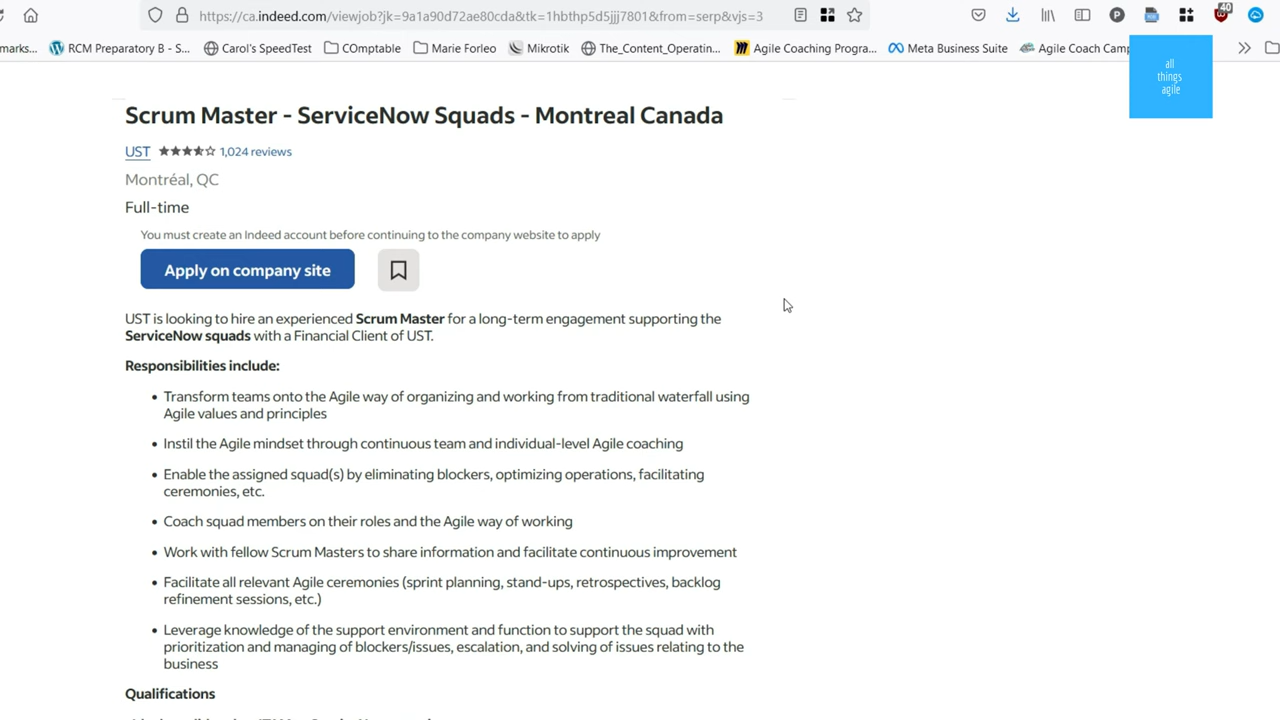 https://ca.indeed.com/viewjob?jk=9a1a90d72ae80cda&tk=1hbthp5d5jjj7801&from=serp&vjs=3
40
marks...
RCM Preparatory B - S...
Carol's SpeedTest
COmptable
Marie Forleo
Mikrotik
The_Content_Operatin...
Agile Coaching Progra...
Meta Business Suite
Agile Coach Camp
all
things
agile
Scrum Master - ServiceNow Squads - Montreal Canada
UST 1,024 reviews
Montréal, QC
Full-time
You must create an Indeed account before continuing to the company website to apply
Apply on company site
UST is looking to hire an experienced Scrum Master for a long-term engagement supporting the
ServiceNow squads with a Financial Client of UST.
Responsibilities include:
• Transform teams onto the Agile way of organizing and working from traditional waterfall using
Agile values and principles
• Instil the Agile mindset through continuous team and individual-level Agile coaching
• Enable the assigned squad(s) by eliminating blockers, optimizing operations, facilitating
ceremonies, etc.
• Coach squad members on their roles and the Agile way of working
• Work with fellow Scrum Masters to share information and facilitate continuous improvement
• Facilitate all relevant Agile ceremonies (sprint planning, stand-ups, retrospectives, backlog
refinement sessions, etc.)
• Leverage knowledge of the support environment and function to support the squad with
prioritization and managing of blockers/issues, escalation, and solving of issues relating to the
business
Qualifications